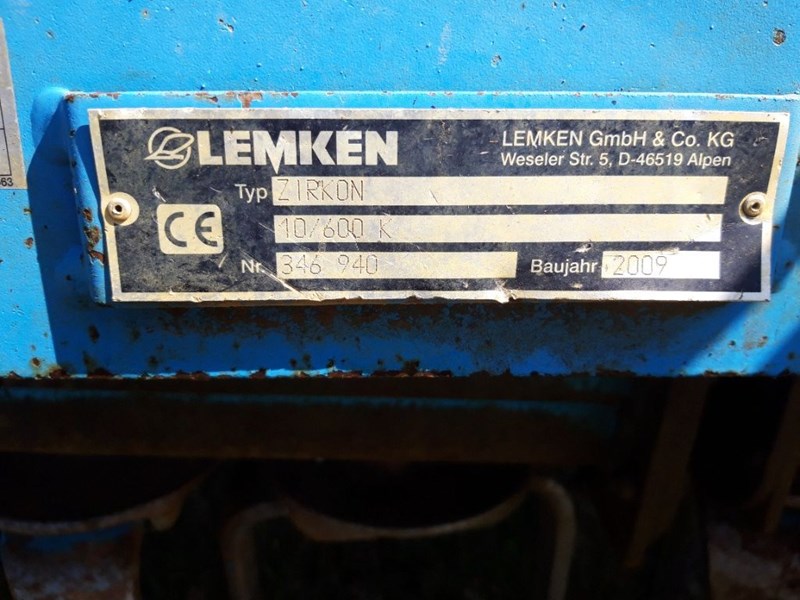 LEMKEN
LEMKEN GmbH & Co. KG
Weseler Str. 5, D-46519 Alpen
Typ ZIRKON
10/600 K
CE
Nr. 346 940 Baujahr 2009
63